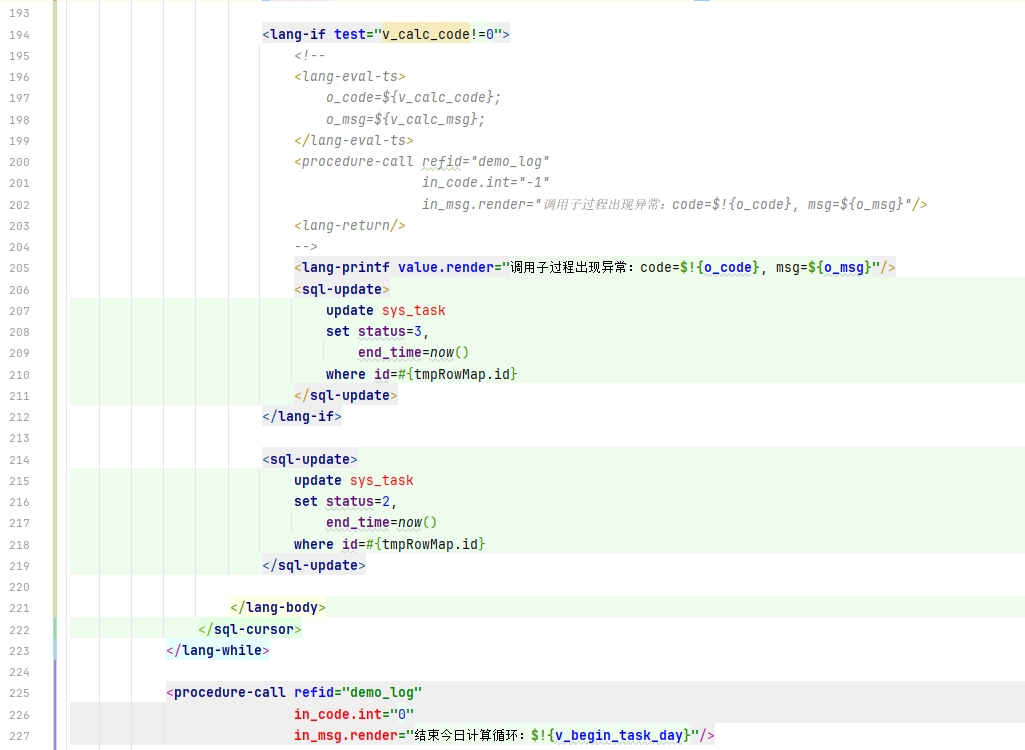 193
194 <lang-if test="v_calc_code!=0">
195 <!--
196 <lang-eval-ts>
197 o_code=${v_calc_code};
198 o_msg=${v_calc_msg};
199 </lang-eval-ts>
200 <procedure-call refid="demo_log"
201 in_code.int="-1"
202 in_msg.render="调用子过程出现异常：code=$!{o_code}, msg=${o_msg}"/>
203 <lang-return/>
204 -->
205 <lang-printf value.render="调用子过程出现异常：code=$!{o_code}, msg=${o_msg}"/>
206 <sql-update>
207 update sys_task
208 set status=3,
209 end_time=now()
210 where id=#{tmpRowMap.id}
211 </sql-update>
212 </lang-if>
213
214 <sql-update>
215 update sys_task
216 set status=2,
217 end_time=now()
218 where id=#{tmpRowMap.id}
219 </sql-update>
220
221 </lang-body>
222 </sql-cursor>
223 </lang-while>
224
225 <procedure-call refid="demo_log"
226 in_code.int="0"
227 in_msg.render="结束今日计算循环：$!{v_begin_task_day}"/>